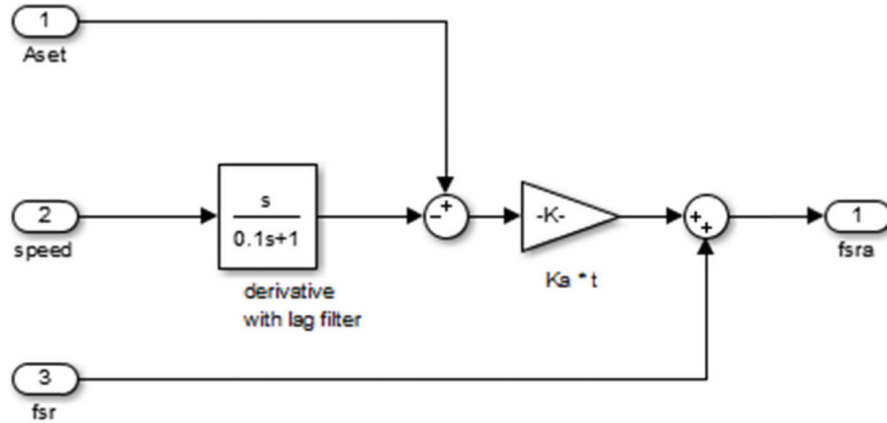 1
Aset
2
speed
s
0.1s+1
derivative
with lag filter
+
−
-K-
Ka * t
+
+
1
fsra
3
fsr